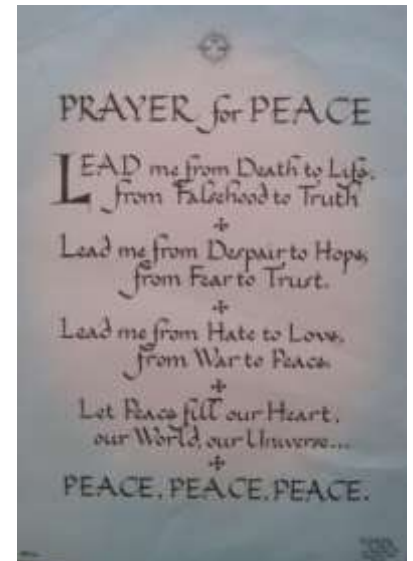 PRAYER for PEACE
LEAD me from Death to Life,
from Falsehood to Truth
Lead me from Despair to Hope,
from Fear to Trust.
Lead me from Hate to Love,
from War to Peace.
Let Peace fill our Heart,
our World, our Universe...
PEACE. PEACE. PEACE.